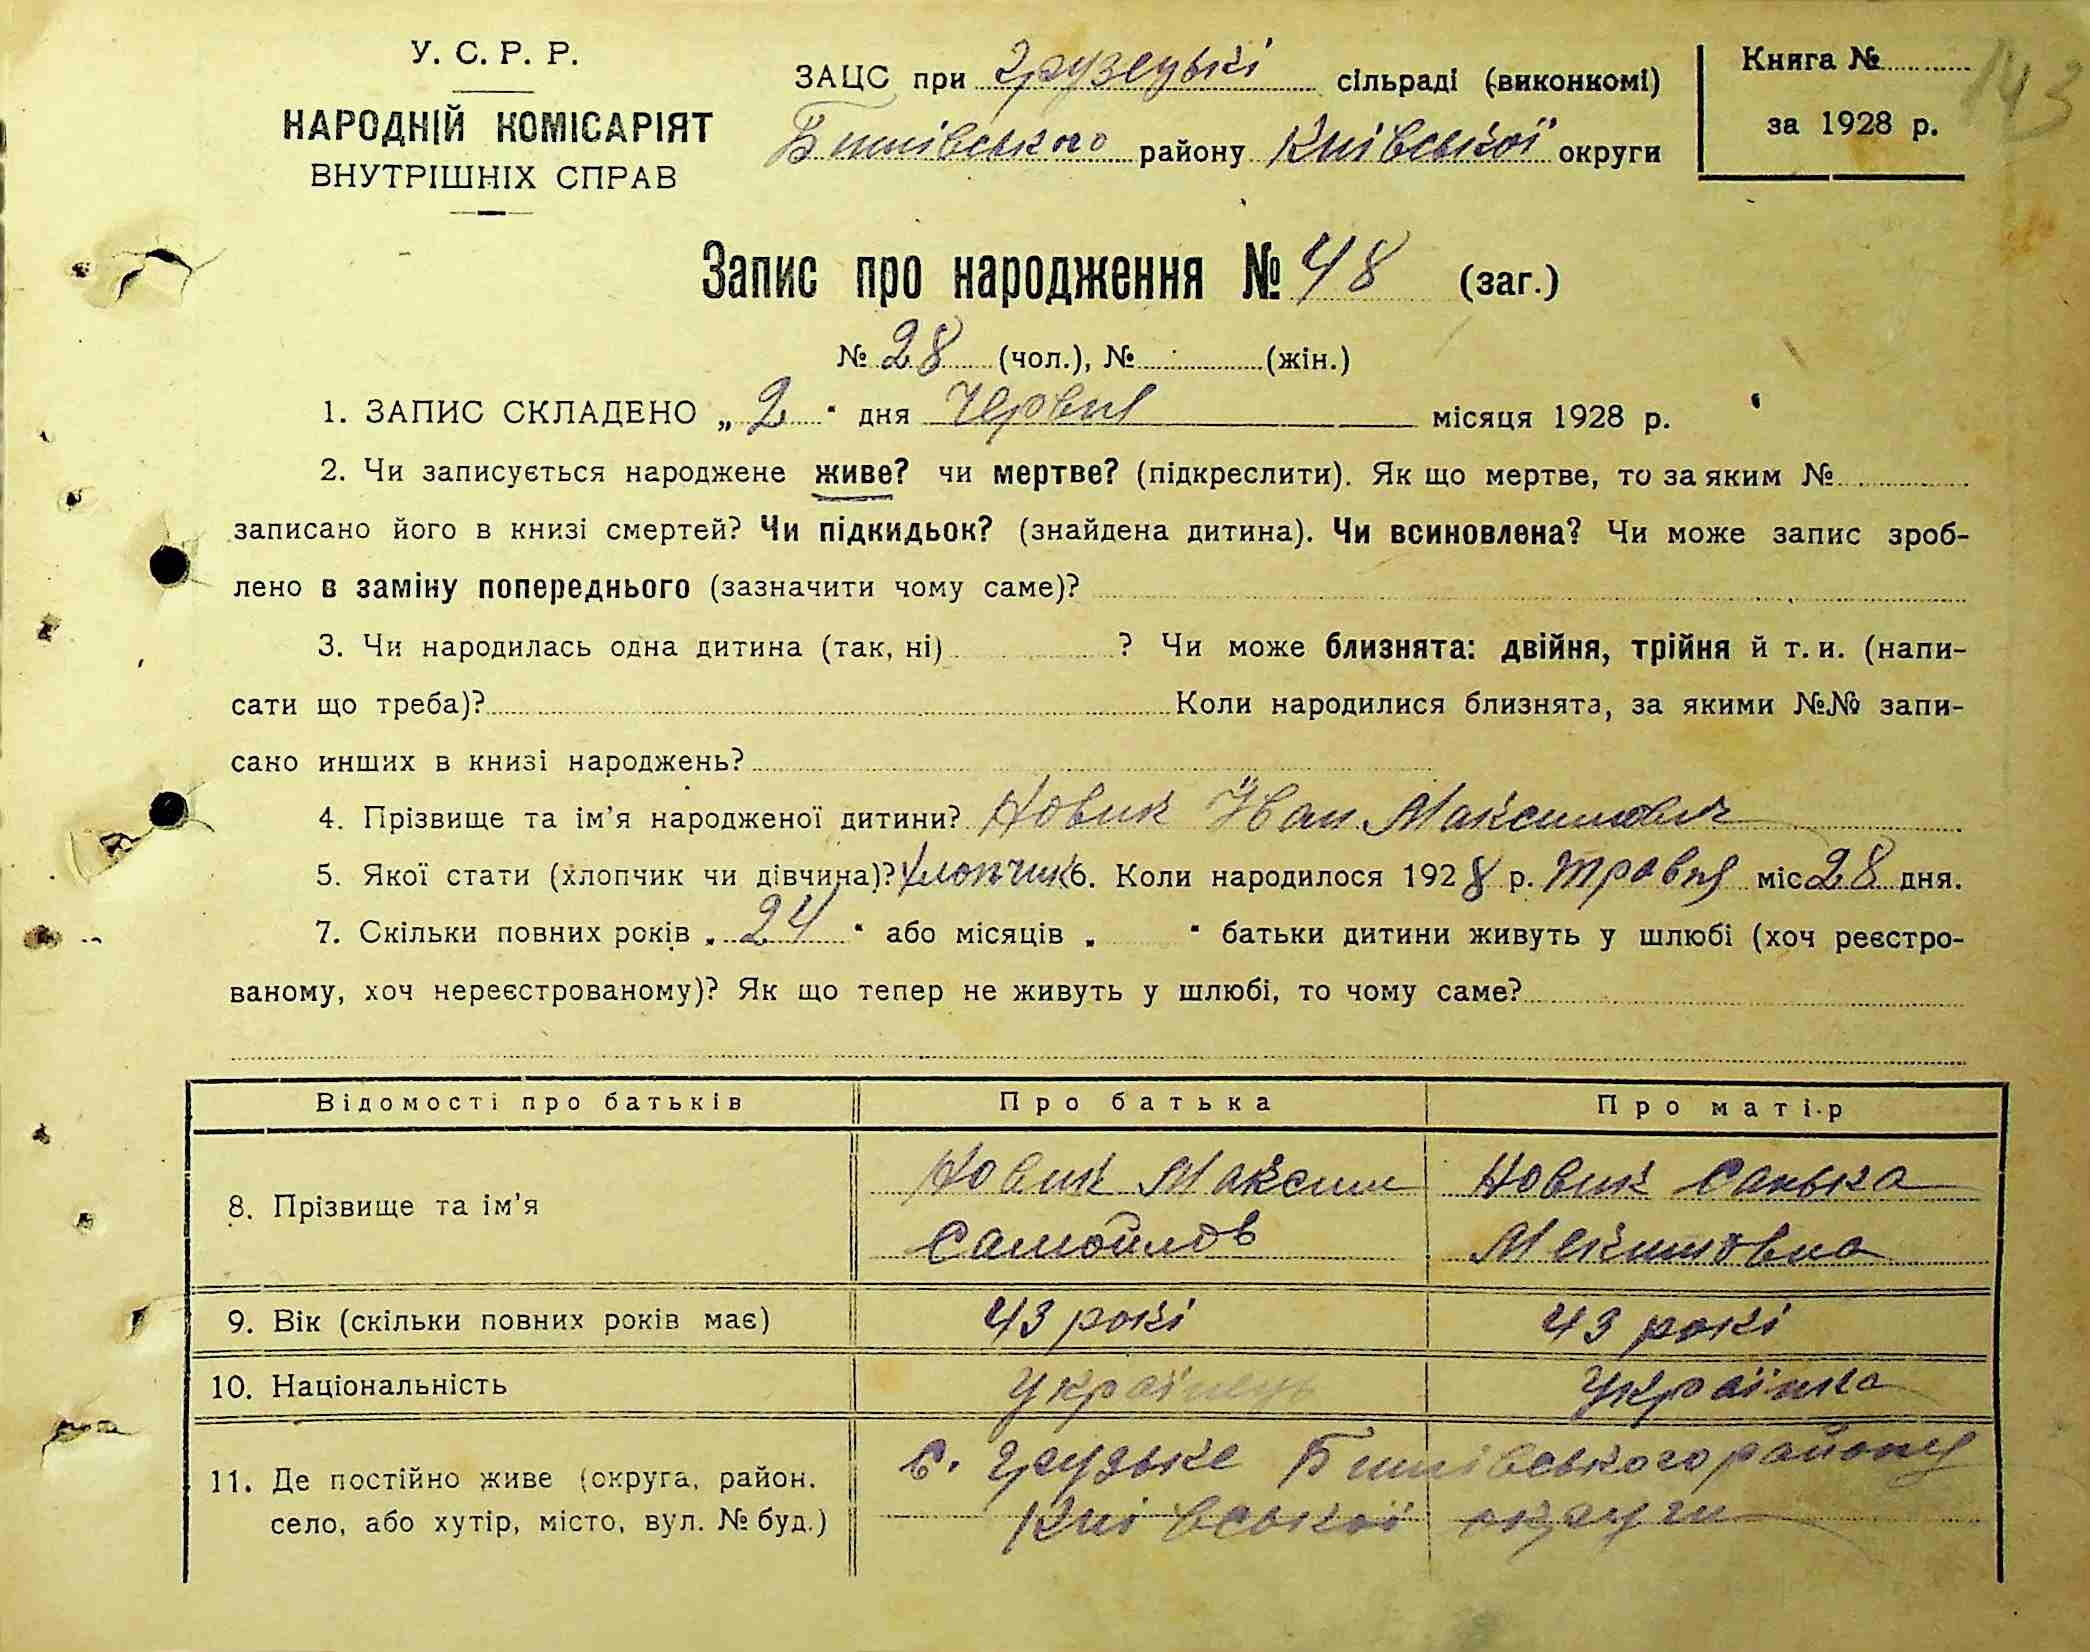 У. С. Р. Р.
НАРОДНІЙ КОМІСАРІЯТ
ВНУТРІШНІХ СПРАВ
ЗАЦС при Грузецькі сільраді (виконкомі)
Бишівського району Київської округи
Книга №
за 1928 р.
143
Запис про народження № 48 (заг.)
№ 28 (чол.), № (жін.)
1. ЗАПИС СКЛАДЕНО „ 2 " дня Червня місяця 1928 р.
2. Чи записується народжене живе? чи мертве? (підкреслити). Як що мертве, то за яким №
записано його в книзі смертей? Чи підкидьок? (знайдена дитина). Чи всиновлена? Чи може запис зроб-
лено в заміну попереднього (зазначити чому саме)?
3. Чи народилась одна дитина (так, ні) ? Чи може близнята: двійня, трійня й т. и. (напи-
сати що треба)? Коли народилися близнята, за якими №№ запи-
сано инших в книзі народжень?
4. Прізвище та ім'я народженої дитини? Новик Іван Максимович
5. Якої стати (хлопчик чи дівчина)? Хлопчик 6. Коли народилося 1928 р. травня міс 28 дня.
7. Скільки повних років „ 24 " або місяців „ " батьки дитини живуть у шлюбі (хоч реєстро-
ваному, хоч нереєстрованому)? Як що тепер не живуть у шлюбі, то чому саме?
Відомості про батьків Про батька Про матір
8. Прізвище та ім'я Новик Максим Новик Санька
Самойлов
9. Вік (скільки повних років має) 43 рокі 43 рокі
10. Національність Українець Українка
11. Де постійно живе (округа, район, с. Грузьке Бишівського району
село, або хутір, місто, вул. № буд.) Київської округи